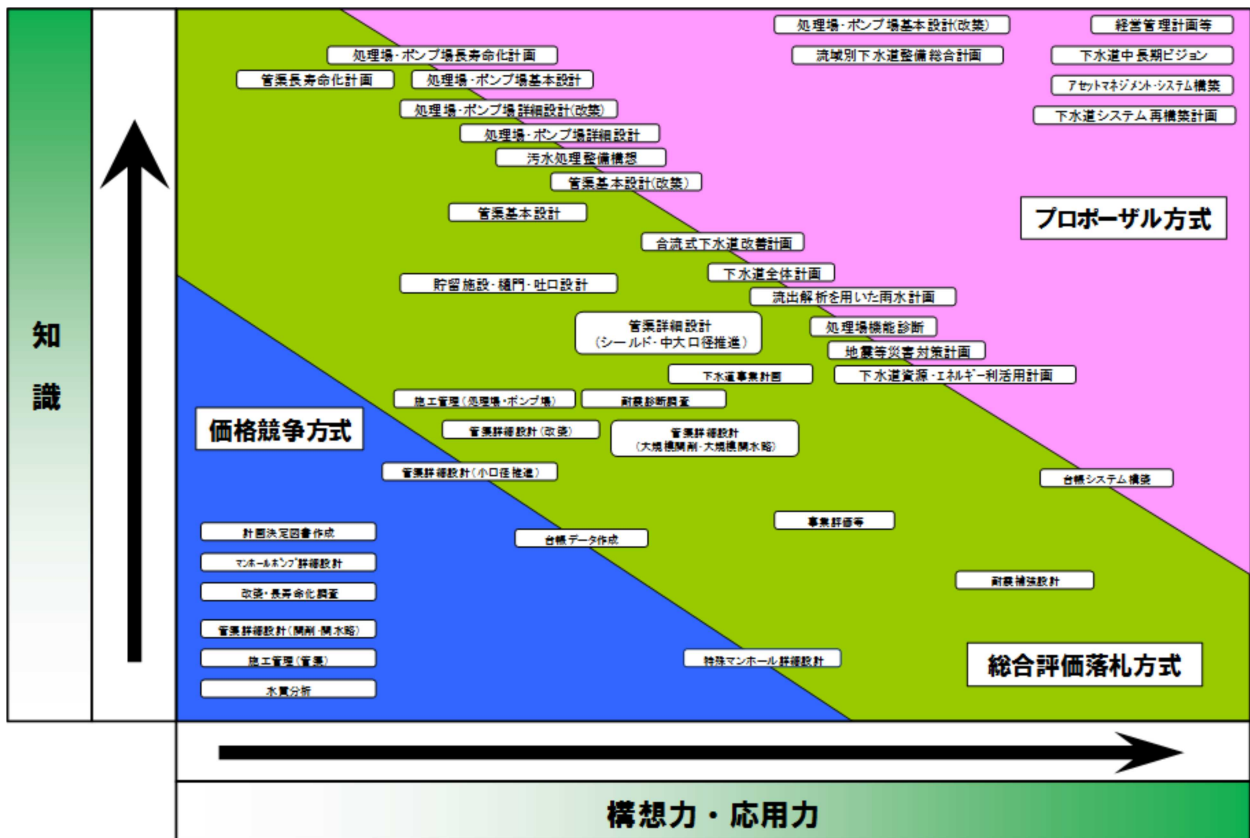 処理場・ポンプ場基本設計(改築)
経営管理計画等
処理場・ポンプ場長寿命化計画
流域別下水道整備総合計画
下水道中長期ビジョン
管渠長寿命化計画
処理場・ポンプ場基本設計
アセットマネジメント・システム構築
処理場・ポンプ場詳細設計(改築)
下水道システム再構築計画
処理場・ポンプ場詳細設計
汚水処理整備構想
管渠基本設計(改築)
管渠基本設計
プロポーザル方式
合流式下水道改善計画
下水道全体計画
貯留施設・樋門・吐口設計
流出解析を用いた雨水計画
管渠詳細設計
(シールド・中大口径推進)
処理場機能診断
知
識
地震等災害対策計画
下水道事業計画
下水道資源・エネルギー利活用計画
施工管理(処理場・ポンプ場)
耐震診断調査
価格競争方式
管渠詳細設計(改築)
管渠詳細設計
(大規模開削・大規模開水路)
管渠詳細設計(小口径推進)
台帳システム構築
計画決定図書作成
台帳データ作成
事業評価等
マンホールポンプ詳細設計
改築・長寿命化調査
耐震補強設計
管渠詳細設計(開削・開水路)
施工管理(管渠)
特殊マンホール詳細設計
総合評価落札方式
水質分析
構想力・応用力